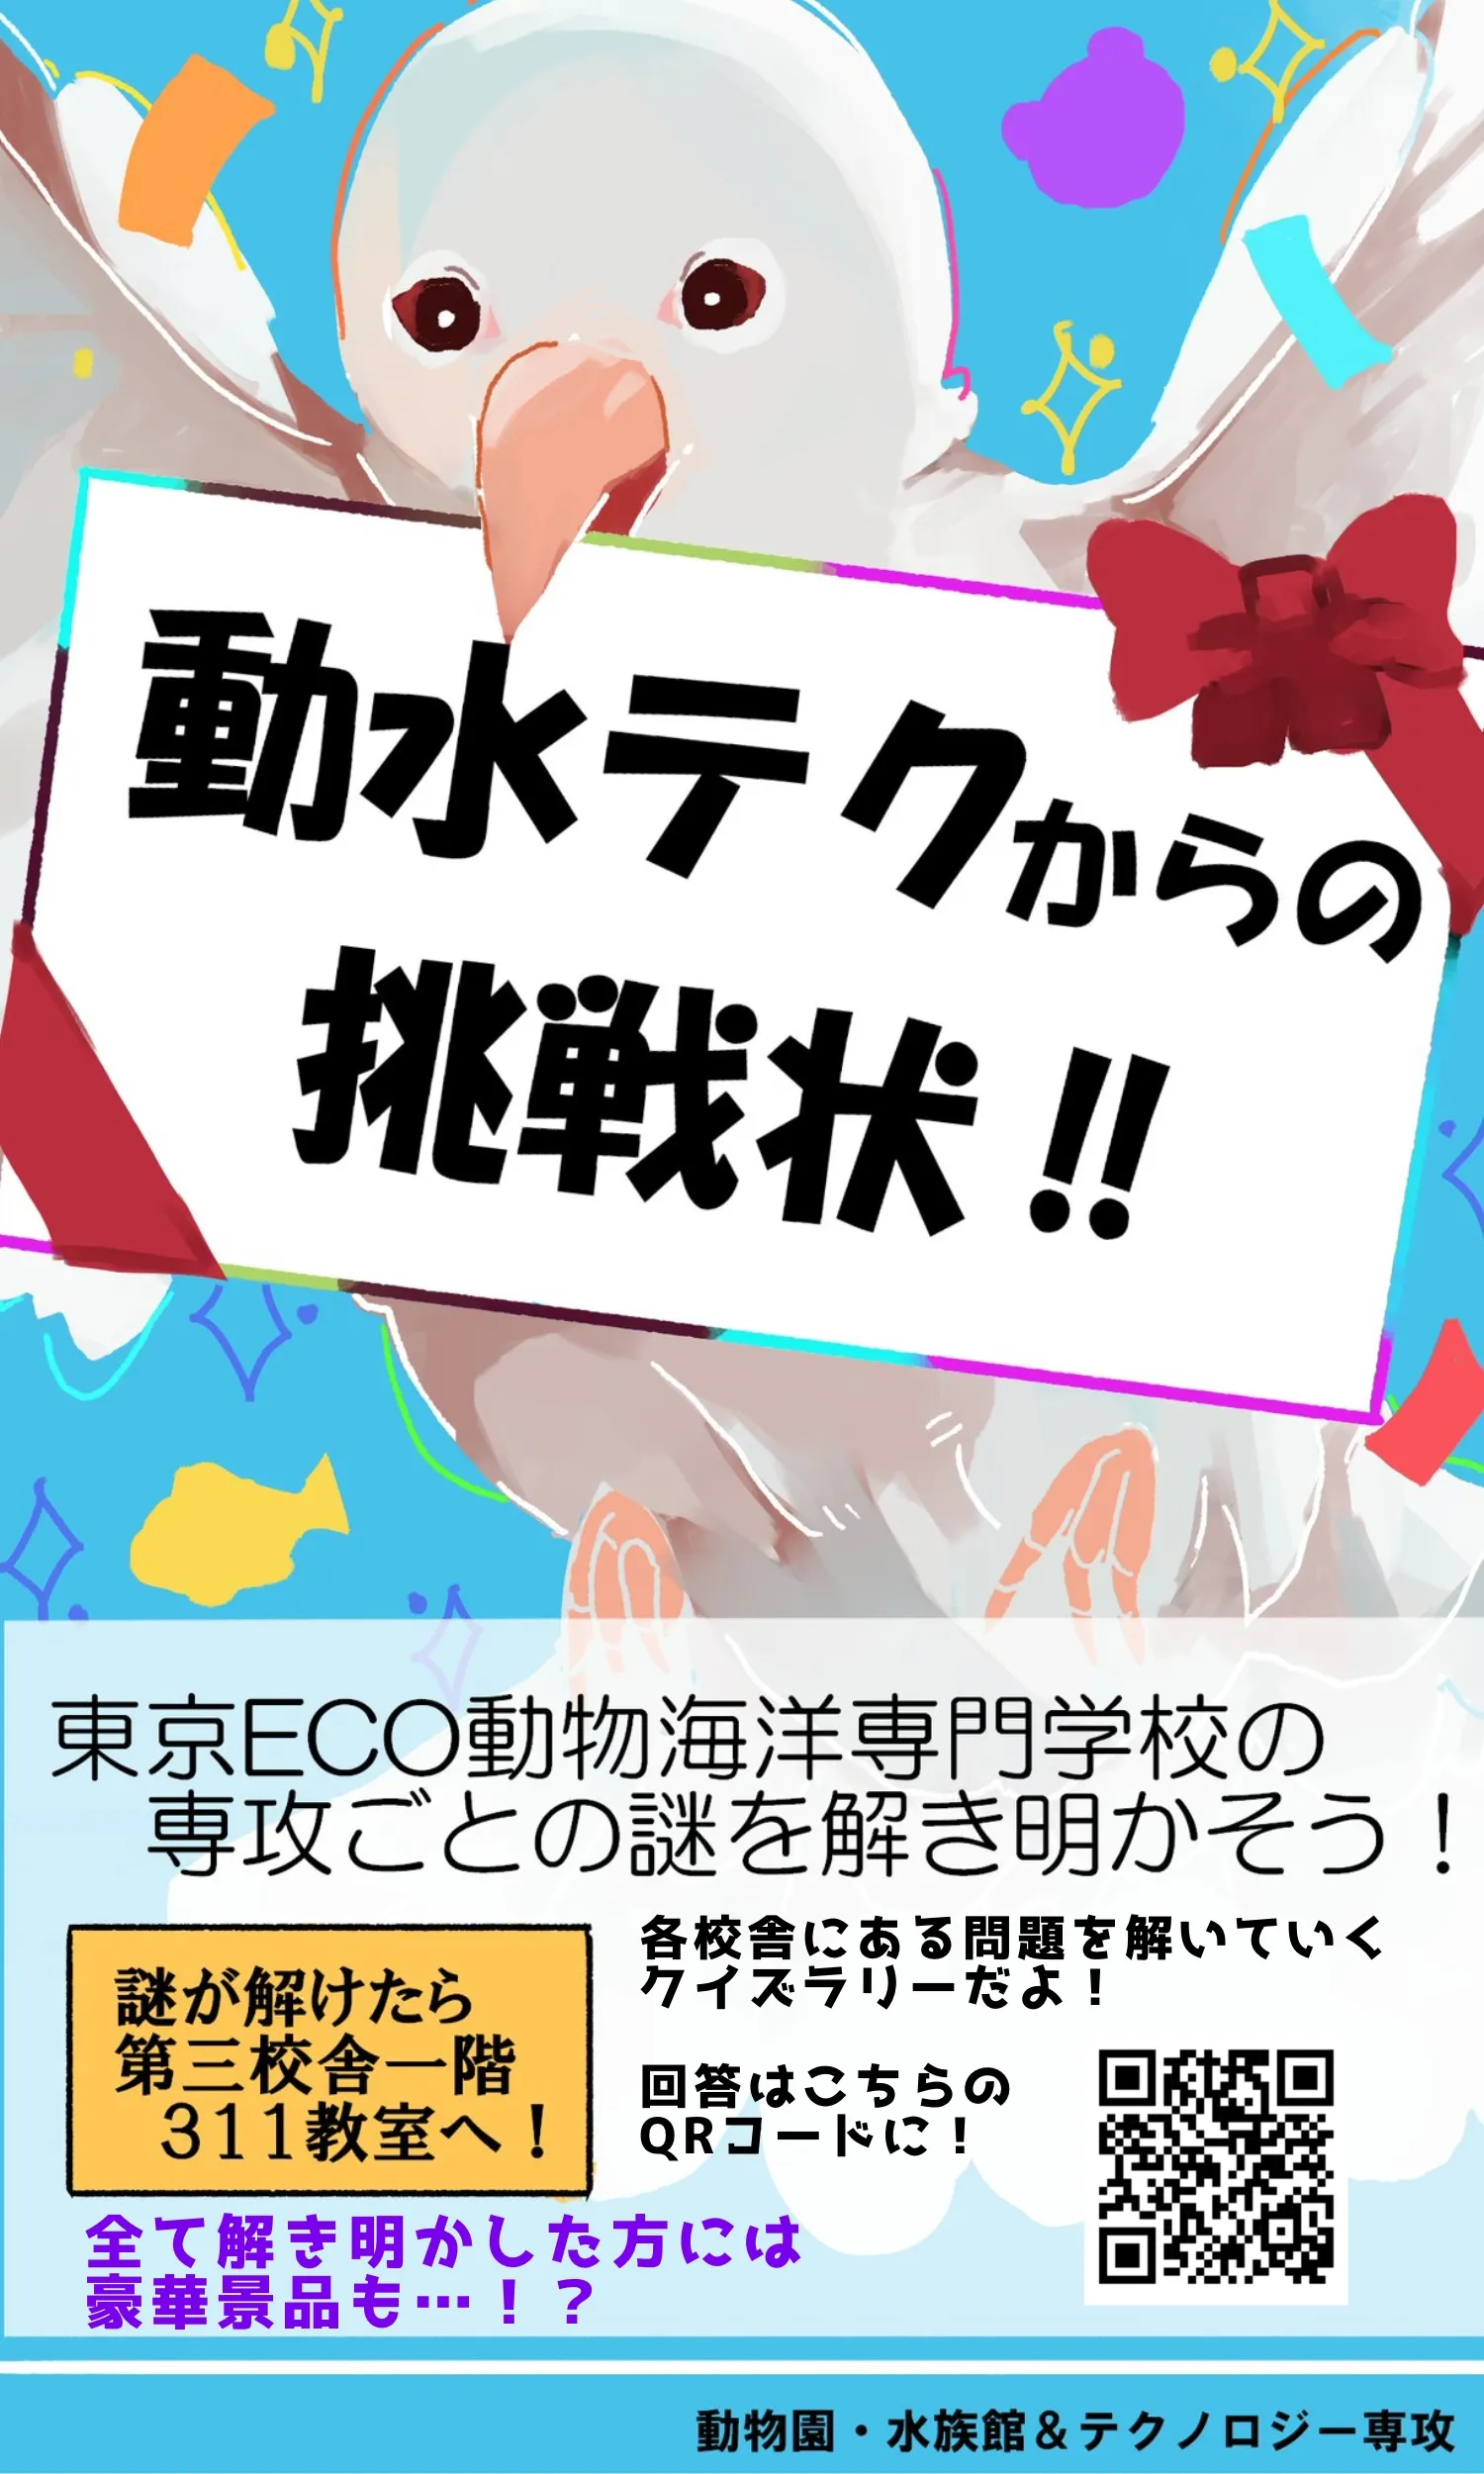 動水テクからの
挑戦状!!
東京ECO動物海洋専門学校の
専攻ごとの謎を解き明かそう！
謎が解けたら
第三校舎一階
311教室へ！
各校舎にある問題を解いていく
クイズラリーだよ！
回答はこちらの
QRコードに！
全て解き明かした方には
豪華景品も…！？
動物園・水族館＆テクノロジー専攻